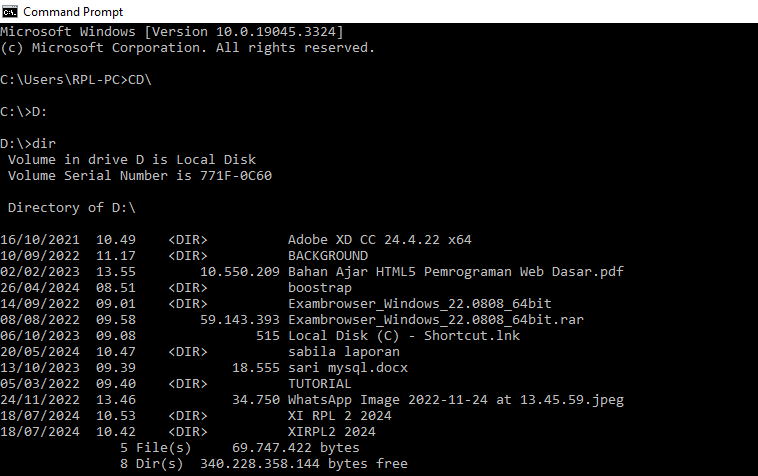 Command Prompt
Microsoft Windows [Version 10.0.19045.3324]
(c) Microsoft Corporation. All rights reserved.
C:\Users\RPL-PC>CD\
C:\>D:
D:\>dir
Volume in drive D is Local Disk
Volume Serial Number is 771F-0C60
Directory of D:\
16/10/2021  10.49    <DIR>          Adobe XD CC 24.4.22 x64
10/09/2022  11.17    <DIR>          BACKGROUND
02/02/2023  13.55        10.550.209 Bahan Ajar HTML5 Pemrograman Web Dasar.pdf
26/04/2024  08.51    <DIR>          boostrap
14/09/2022  09.01    <DIR>          Exambrowser_Windows_22.0808_64bit
08/08/2022  09.58        59.143.393 Exambrowser_Windows_22.0808_64bit.rar
06/10/2023  09.08               515 Local Disk (C) - Shortcut.lnk
20/05/2024  10.47    <DIR>          sabila laporan
13/10/2023  09.39            18.555 sari mysql.docx
05/03/2022  09.40    <DIR>          TUTORIAL
24/11/2022  13.46            34.750 WhatsApp Image 2022-11-24 at 13.45.59.jpeg
18/07/2024  10.53    <DIR>          XI RPL 2 2024
18/07/2024  10.42    <DIR>          XIRPL2 2024
5 File(s)     69.747.422 bytes
8 Dir(s)  340.228.358.144 bytes free